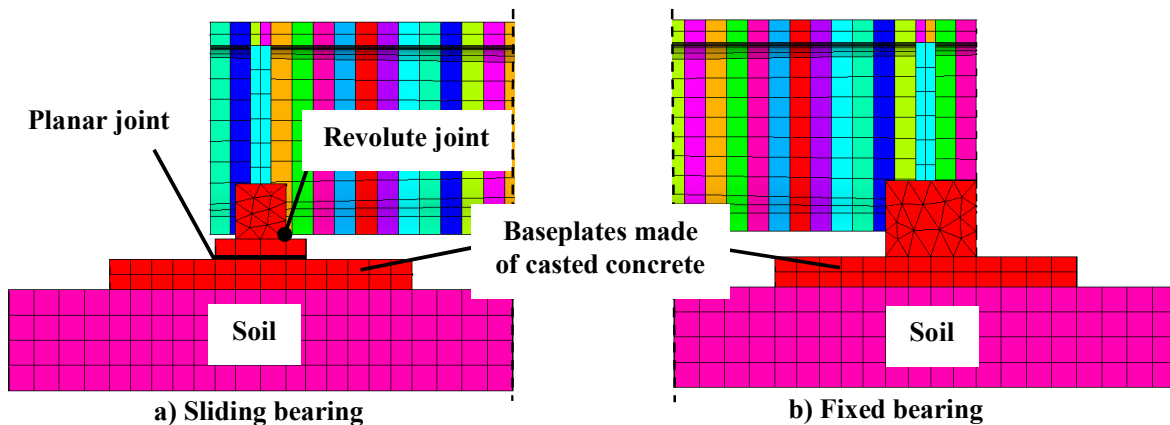 Planar joint
Revolute joint
Baseplates made
of casted concrete
Soil
Soil
a) Sliding bearing
b) Fixed bearing